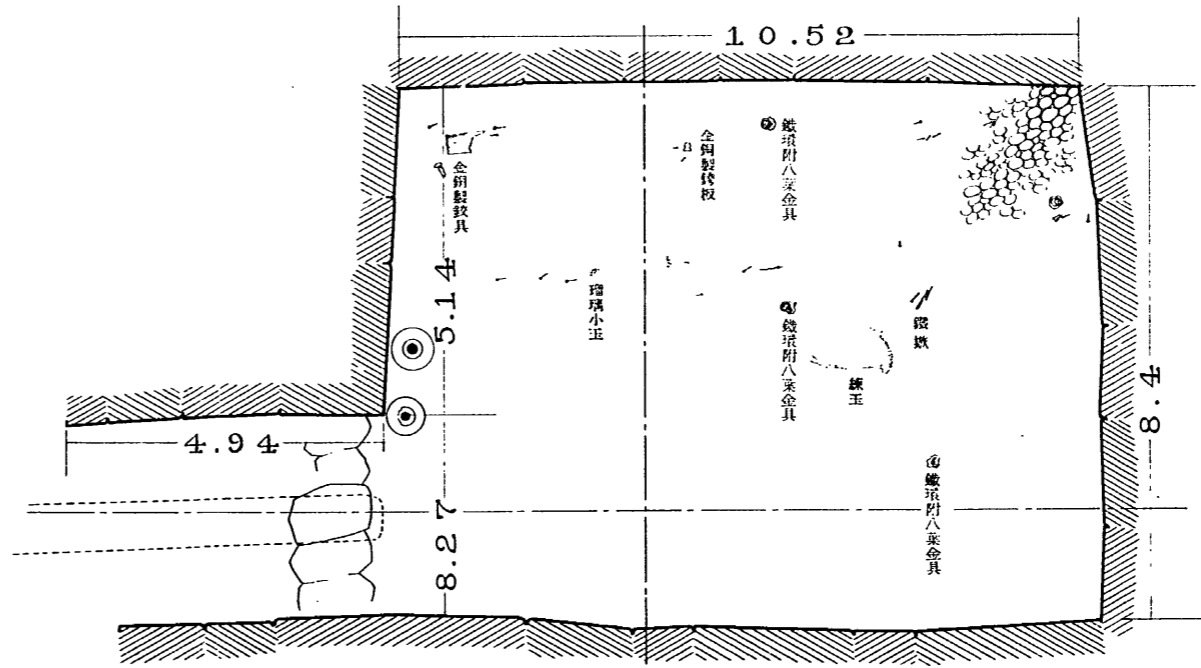 10.52
鐵環附八葉金具
金銅製銙板
金銅製鉸具
5.14
瑠璃小玉
鐵鏃
鐵環附八葉金具
練玉
8.4
4.94
鐵環附八葉金具
8.27